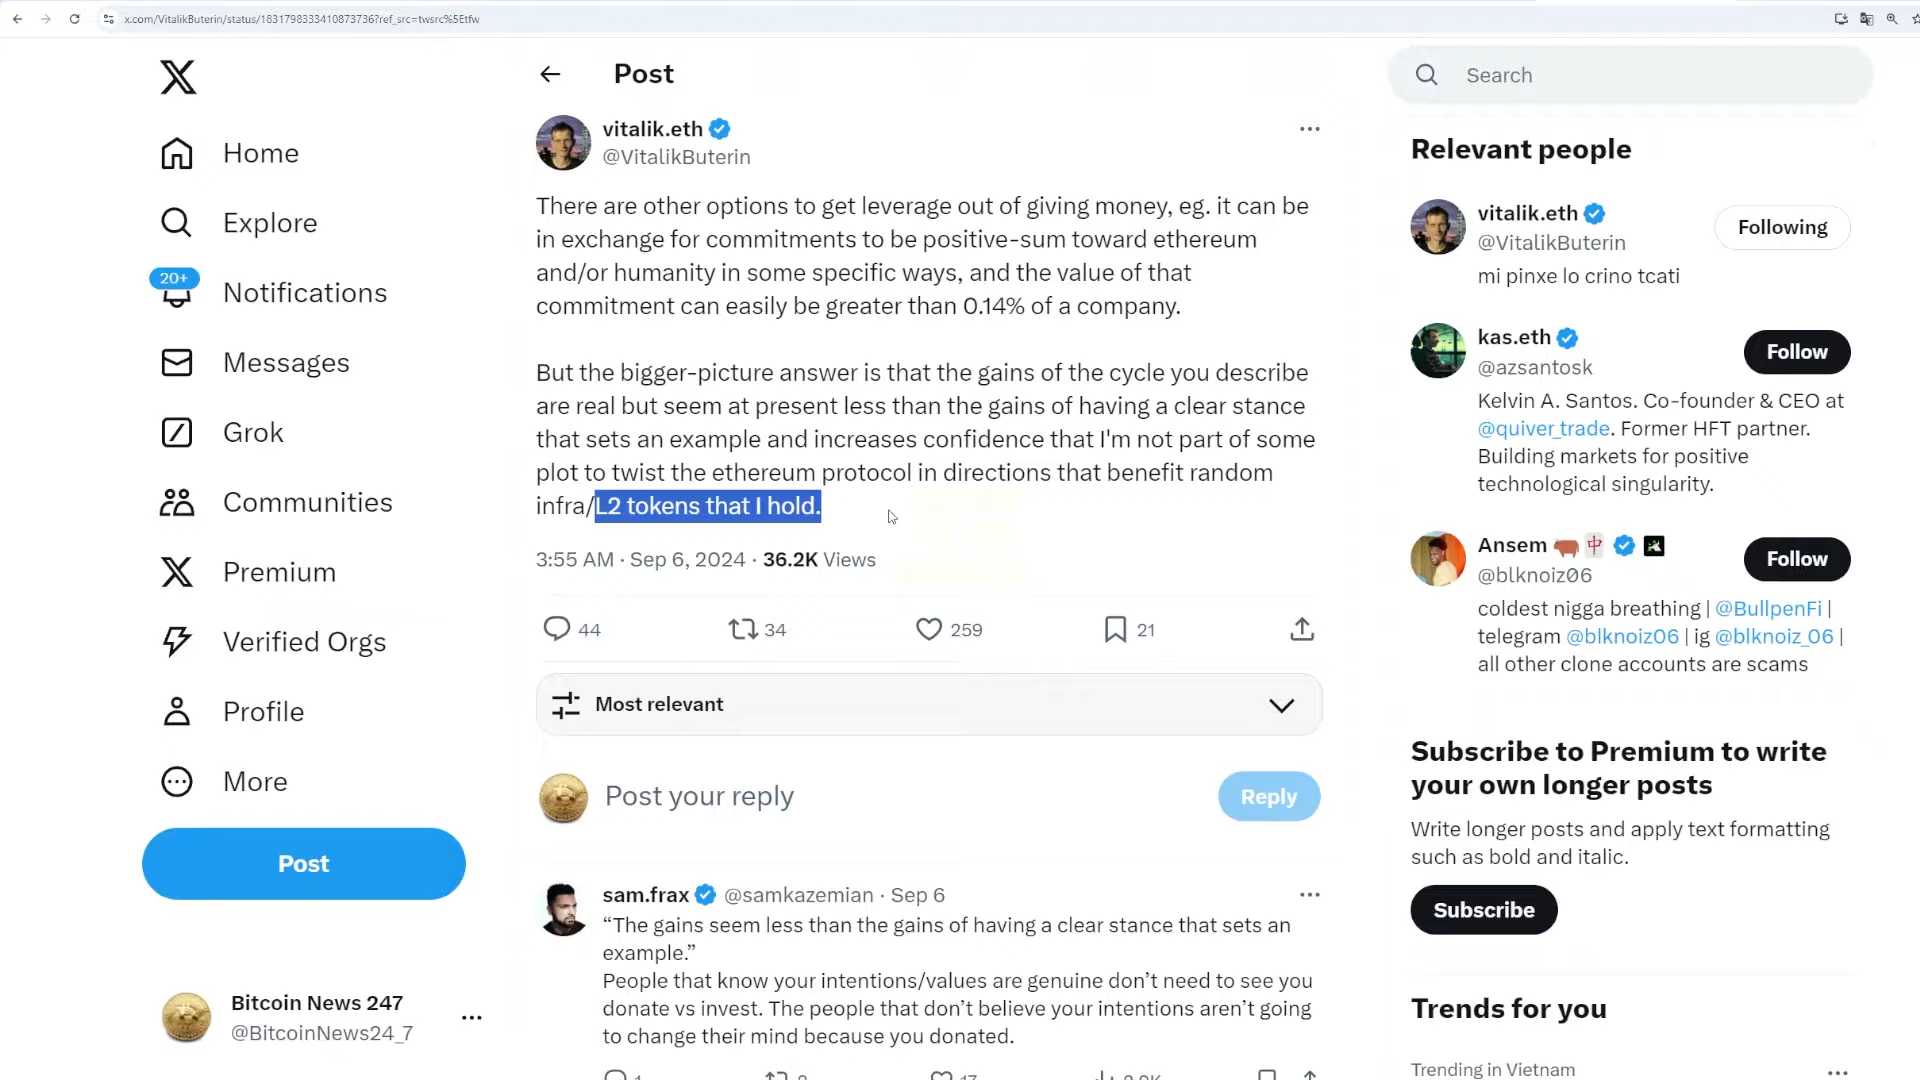 x.com/VitalikButerin/status/1831798333410873736?ref_src=twsrc%5Etfw
Home
Explore
20+
Notifications
Messages
Grok
Communities
Premium
Verified Orgs
Profile
More
Post
Bitcoin News 247
@BitcoinNews24_7
Post
vitalik.eth
@VitalikButerin
There are other options to get leverage out of giving money, eg. it can be
in exchange for commitments to be positive-sum toward ethereum
and/or humanity in some specific ways, and the value of that
commitment can easily be greater than 0.14% of a company.
But the bigger-picture answer is that the gains of the cycle you describe
are real but seem at present less than the gains of having a clear stance
that sets an example and increases confidence that I'm not part of some
plot to twist the ethereum protocol in directions that benefit random
infra/L2 tokens that I hold.
3:55 AM · Sep 6, 2024 · 36.2K Views
44 34 259 21
Most relevant
Post your reply
Reply
sam.frax @samkazemian · Sep 6
“The gains seem less than the gains of having a clear stance that sets an
example.”
People that know your intentions/values are genuine don’t need to see you
donate vs invest. The people that don’t believe your intentions aren’t going
to change their mind because you donated.
Search
Relevant people
vitalik.eth
@VitalikButerin
Following
mi pinxe lo crino tcati
kas.eth
@azsantosk
Follow
Kelvin A. Santos. Co-founder & CEO at
@quiver_trade. Former HFT partner.
Building markets for positive
technological singularity.
Ansem 中
@blknoiz06
Follow
coldest nigga breathing | @BullpenFi |
telegram @blknoiz06 | ig @blknoiz_06 |
all other clone accounts are scams
Subscribe to Premium to write
your own longer posts
Write longer posts and apply text formatting
such as bold and italic.
Subscribe
Trends for you
Trending in Vietnam